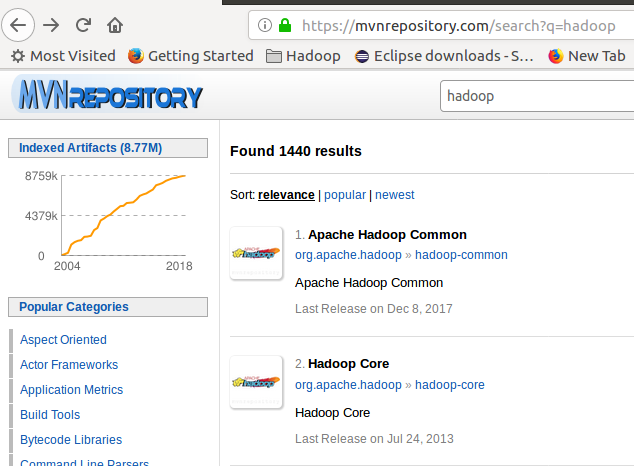 https://mvnrepository.com/search?q=hadoop
Most Visited Getting Started Hadoop Eclipse downloads - S… New Tab
MVNREPOSITORY
hadoop
Indexed Artifacts (8.77M)
8759k
4379k
0
2004 2018
Popular Categories
Aspect Oriented
Actor Frameworks
Application Metrics
Build Tools
Bytecode Libraries
Command Line Parsers
Found 1440 results
Sort: relevance | popular | newest
APACHE hadoop
1. Apache Hadoop Common
org.apache.hadoop » hadoop-common
Apache Hadoop Common
Last Release on Dec 8, 2017
APACHE hadoop
2. Hadoop Core
org.apache.hadoop » hadoop-core
Hadoop Core
Last Release on Jul 24, 2013